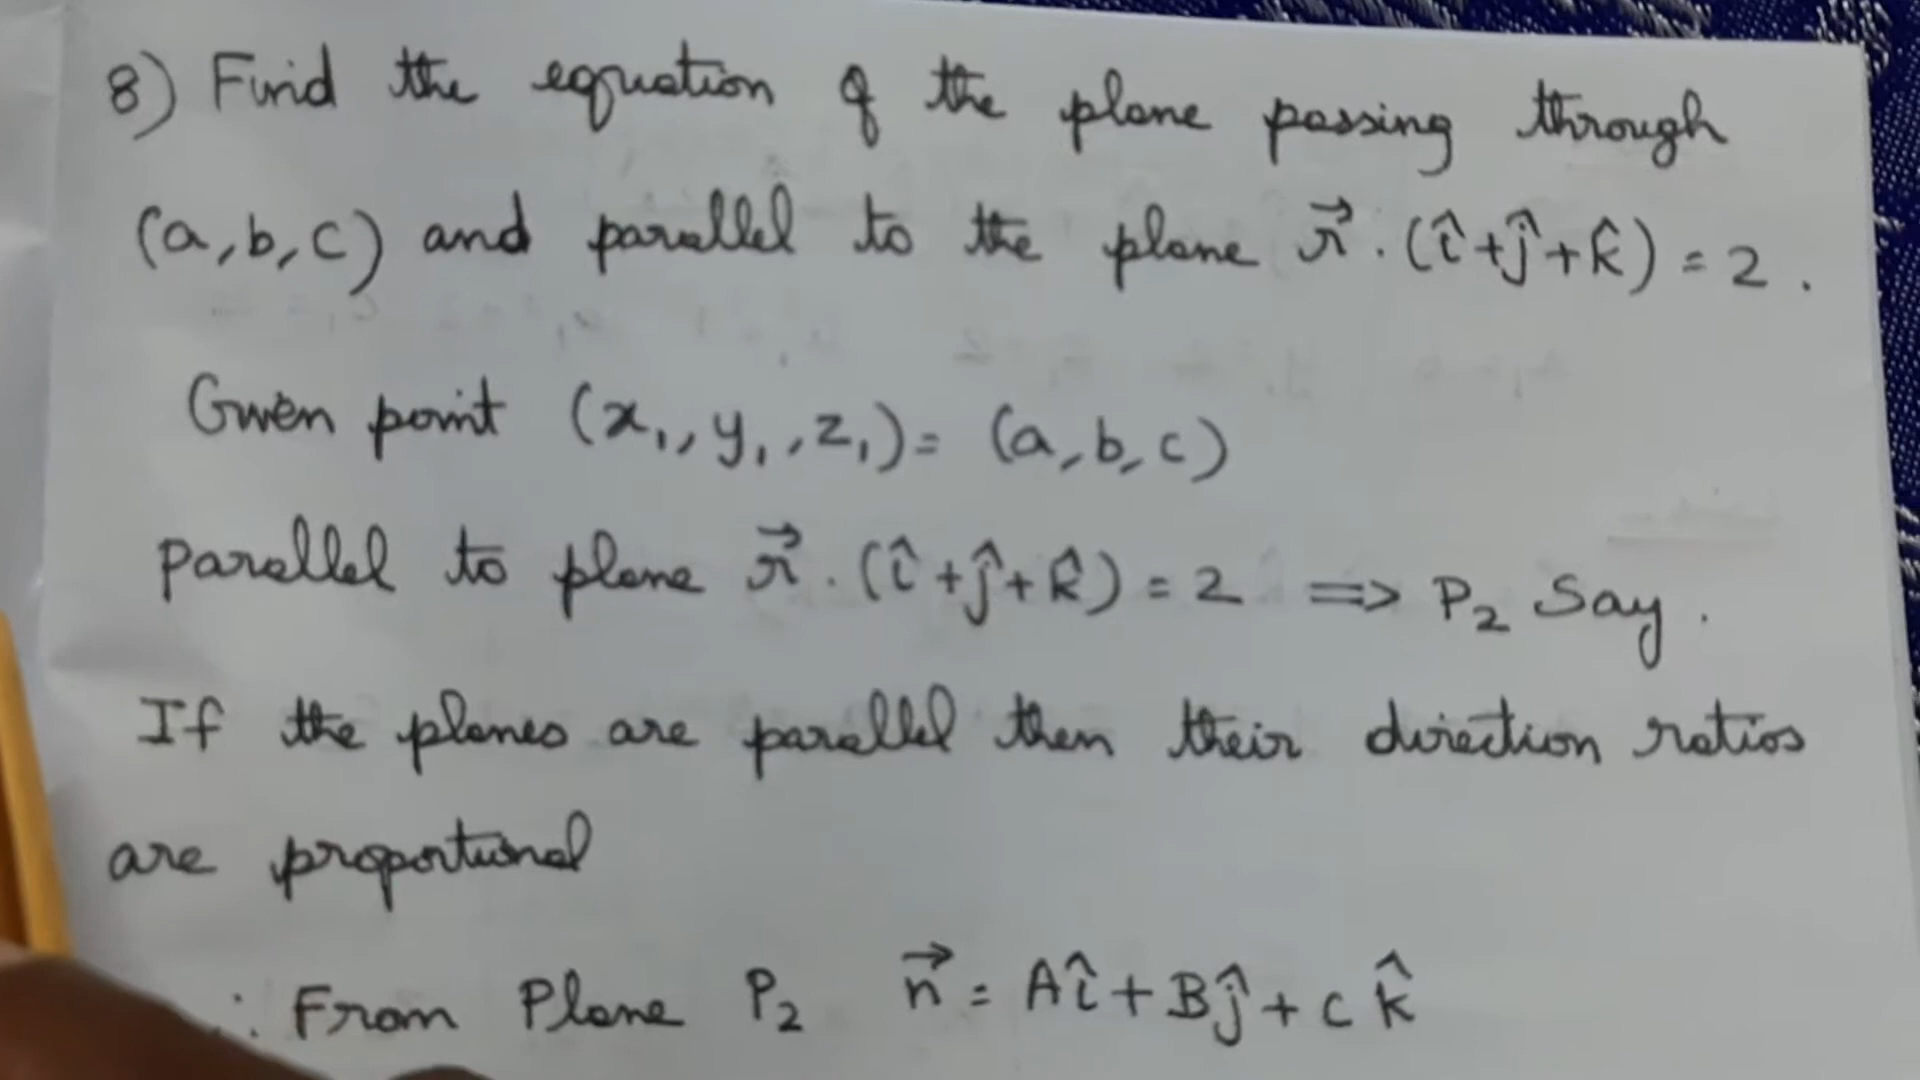 8) Find the equation of the plane passing through
(a, b, c) and parallel to the plane r⃗ . (î + ĵ + k̂) = 2 .
Given point (x₁, y₁, z₁) = (a, b, c)
parallel to plane r⃗ . (î + ĵ + k̂) = 2 => P₂ Say .
If the planes are parallel then their direction ratios
are proportional
∴ From Plane P₂ n⃗ = Aî + Bĵ + C k̂